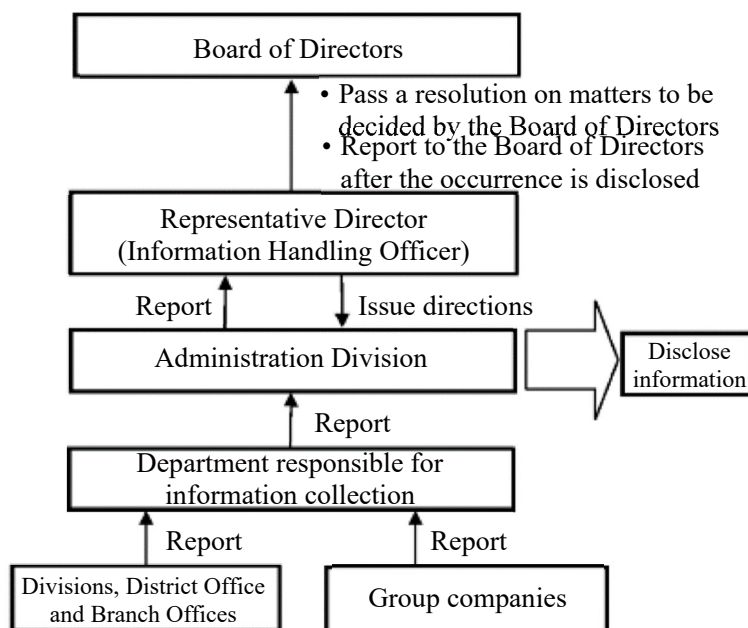 Board of Directors
• Pass a resolution on matters to be
decided by the Board of Directors
• Report to the Board of Directors
after the occurrence is disclosed
Representative Director
(Information Handling Officer)
Report
Issue directions
Administration Division
Disclose
information
Report
Department responsible for
information collection
Report
Report
Divisions, District Office
and Branch Offices
Group companies